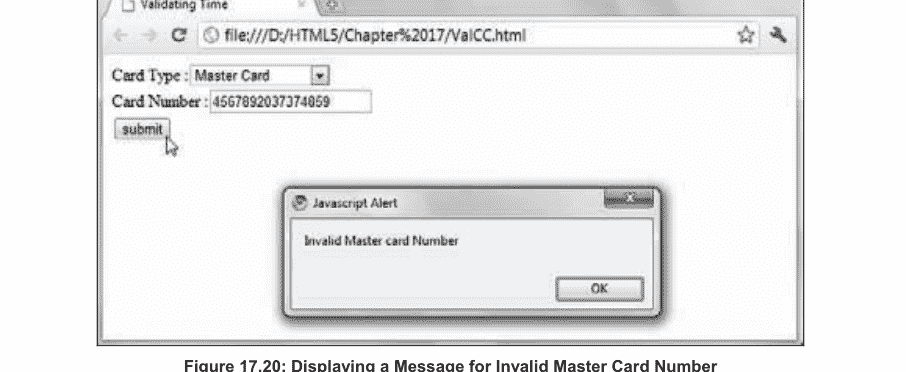 Validating Time
file:///D:/HTML5/Chapter%2017/ValCC.html
Card Type : Master Card
Card Number : 4567892037374859
submit
Javascript Alert
Invalid Master card Number
OK
Figure 17.20: Displaying a Message for Invalid Master Card Number